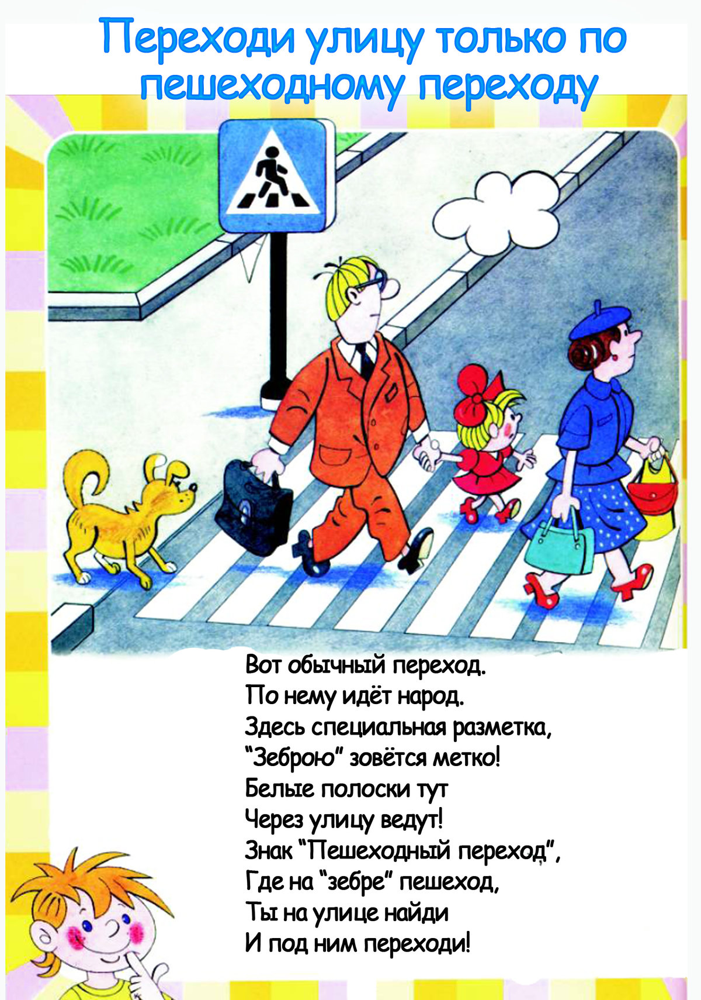 Переходи улицу только по
пешеходному переходу
Вот обычный переход.
По нему идёт народ.
Здесь специальная разметка,
“Зеброю” зовётся метко!
Белые полоски тут
Через улицу ведут!
Знак “Пешеходный переход”,
Где на “зебре” пешеход,
Ты на улице найди
И под ним переходи!